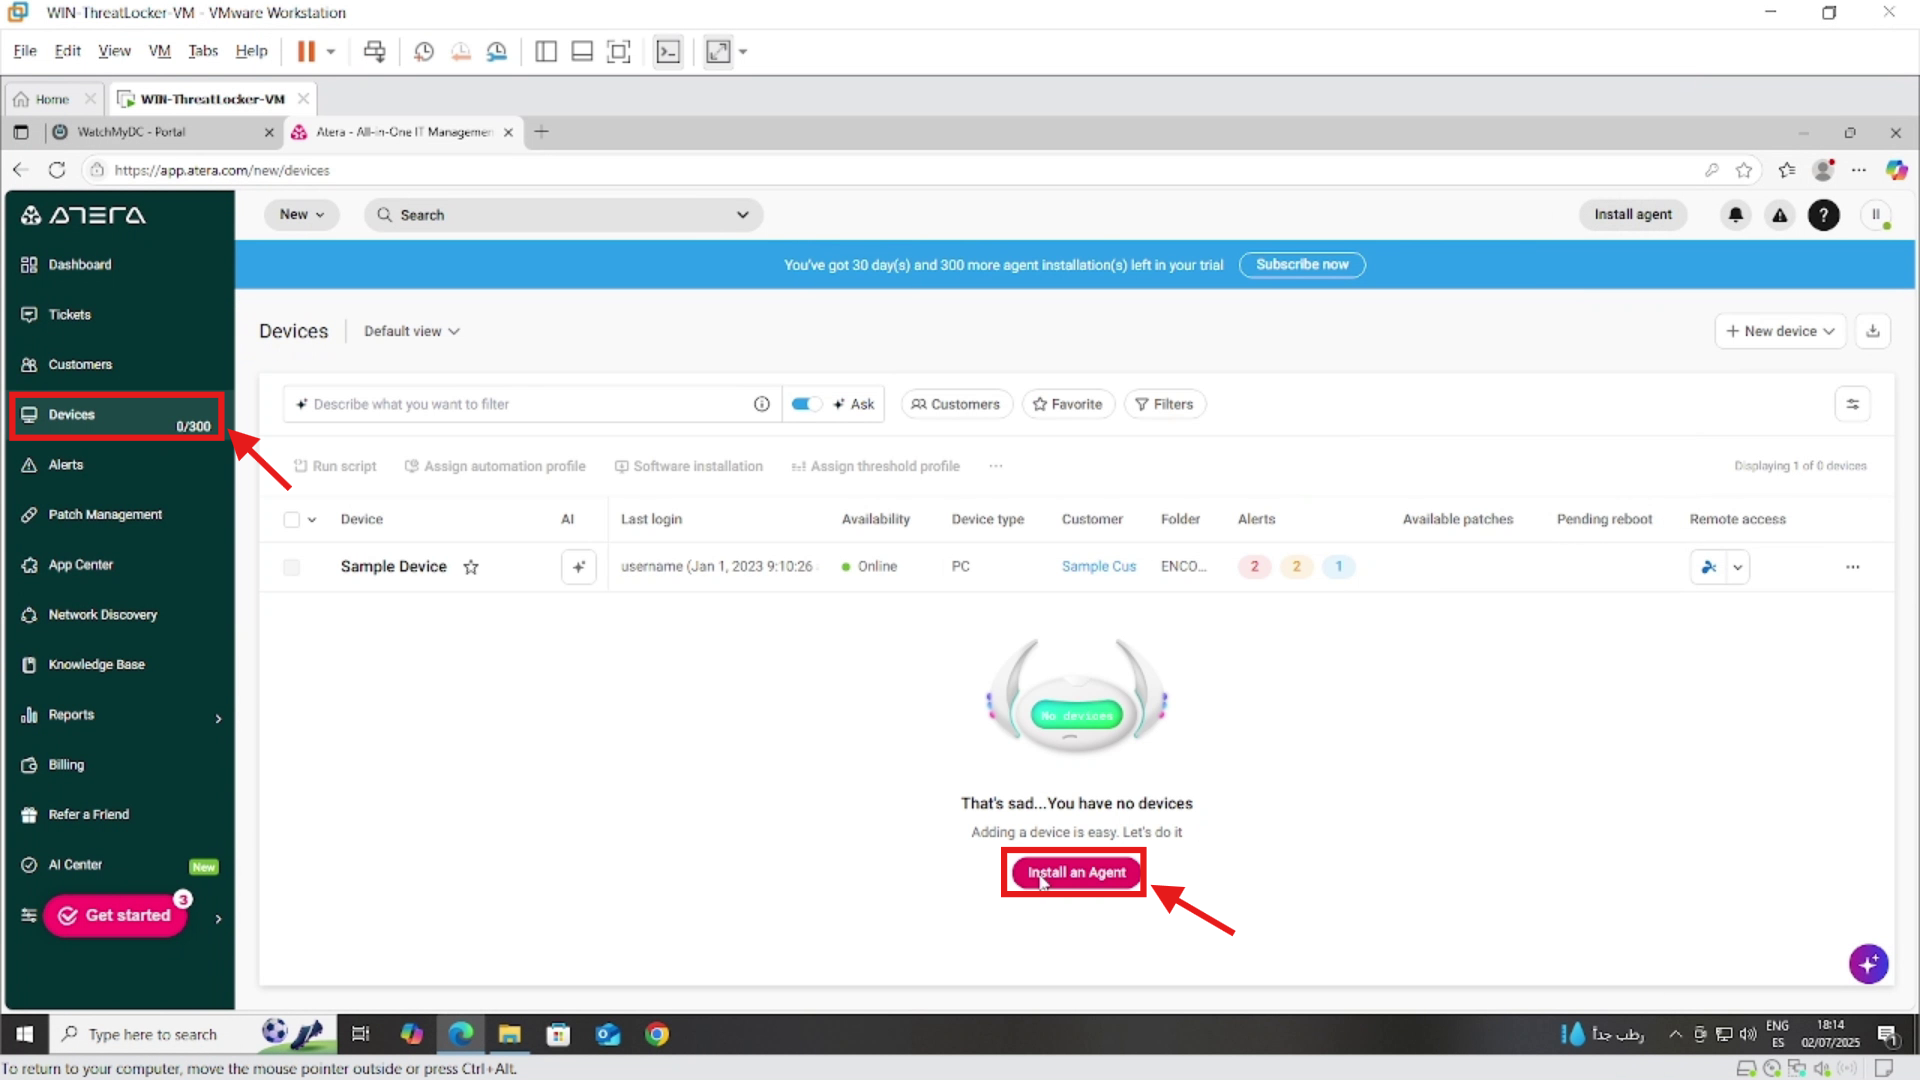 WIN-ThreatLocker-VM - VMware Workstation
File Edit View VM Tabs Help
Home WIN-ThreatLocker-VM
WatchMyDC - Portal Atera - All-in-One IT Managemen
https://app.atera.com/new/devices
ATERA New Search Install agent ? II
You've got 30 day(s) and 300 more agent installation(s) left in your trial Subscribe now
Dashboard
Tickets
Customers
Devices 0/300
Alerts
Patch Management
App Center
Network Discovery
Knowledge Base
Reports
Billing
Refer a Friend
AI Center New
Get started 3
Devices Default view + New device
Describe what you want to filter Ask Customers Favorite Filters
Run script Assign automation profile Software installation Assign threshold profile ... Displaying 1 of 0 devices
Device AI Last login Availability Device type Customer Folder Alerts Available patches Pending reboot Remote access
Sample Device username (Jan 1, 2023 9:10:26 Online PC Sample Cus ENCO... 2 2 1 ...
No devices
That's sad...You have no devices
Adding a device is easy. Let's do it
Install an Agent
Type here to search رطب جداً ENG ES 18:14 02/07/2025 1
To return to your computer, move the mouse pointer outside or press Ctrl+Alt.